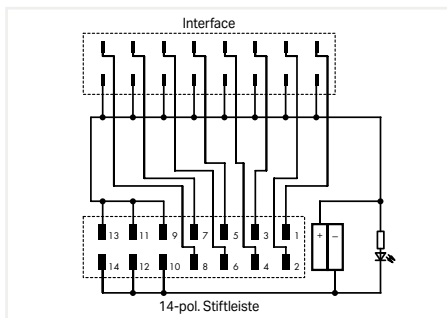 Interface
13 11 9 7 5 3 1
+ −
14 12 10 8 6 4 2
14-pol. Stiftleiste